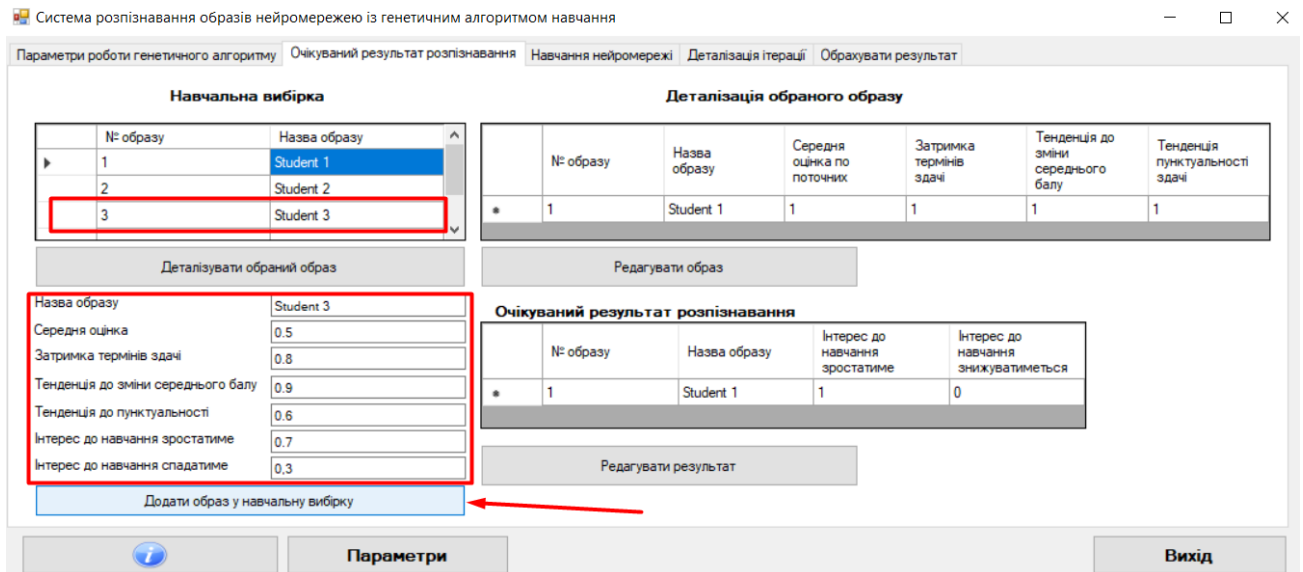 Система розпізнавання образів нейромережею із генетичним алгоритмом навчання
Параметри роботи генетичного алгоритму Очікуваний результат розпізнавання Навчання нейромережі Деталізація ітерації Обрахувати результат
Навчальна вибірка
№ образу Назва образу
1 Student 1
2 Student 2
3 Student 3
Деталізувати обраний образ
Назва образу Student 3
Середня оцінка 0.5
Затримка термінів здачі 0.8
Тенденція до зміни середнього балу 0.9
Тенденція до пунктуальності 0.6
Інтерес до навчання зростатиме 0.7
Інтерес до навчання спадатиме 0,3
Додати образ у навчальну вибірку
Деталізація обраного образу
№ образу
Назва
образу
Середня
оцінка по
поточних
Затримка
термінів
здачі
Тенденція до
зміни
середнього
балу
Тенденція
пунктуальності
здачі
1 Student 1 1 1 1 1
Редагувати образ
Очікуваний результат розпізнавання
№ образу
Назва образу
Інтерес до
навчання
зростатиме
Інтерес до
навчання
знижуватиметься
1 Student 1 1 0
Редагувати результат
Параметри
Вихід